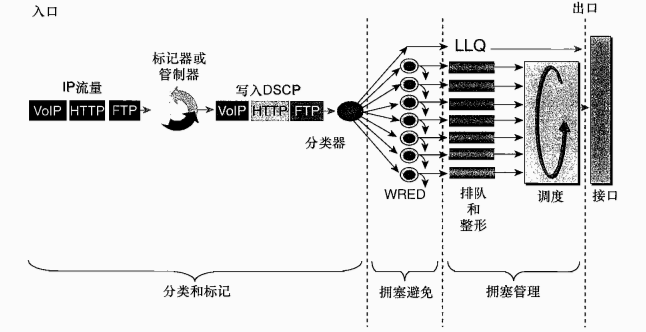 入口
出口
标记器或
管制器
LLQ
IP流量
写入DSCP
VoIP HTTP FTP
VoIP HTTP FTP
分类器
WRED
排队
和
整形
调度
接口
分类和标记
拥塞避免
拥塞管理